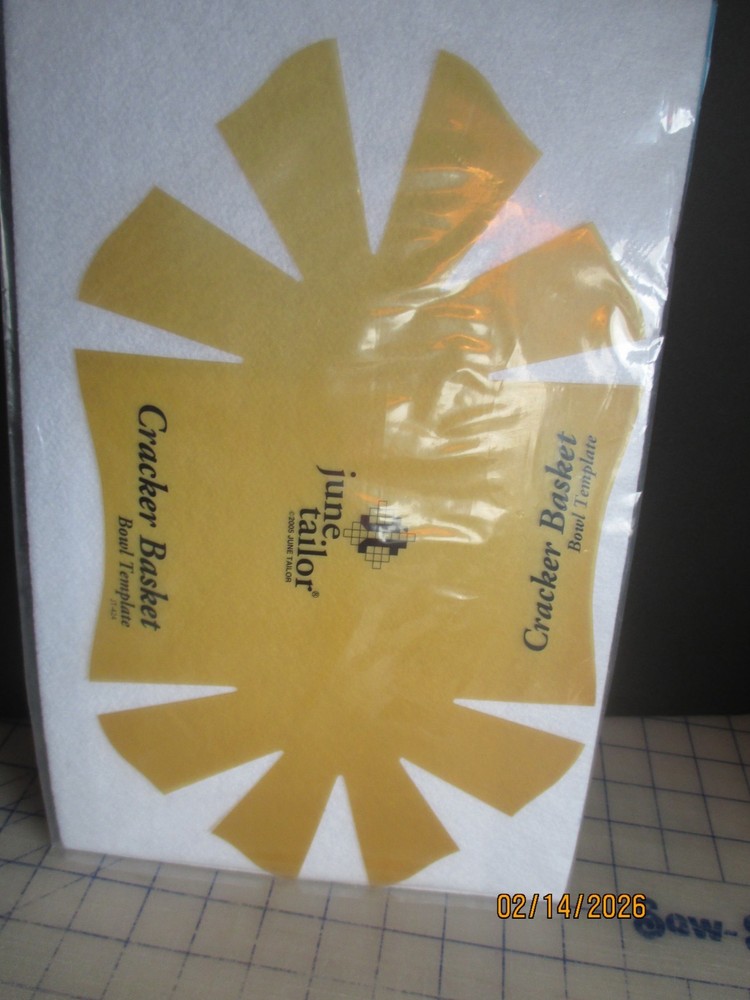 Cracker Basket
Bowl Template
june
tailor®
©2005 JUNE TAILOR
Cracker Basket
Bowl Template
02/14/2026
Sew-